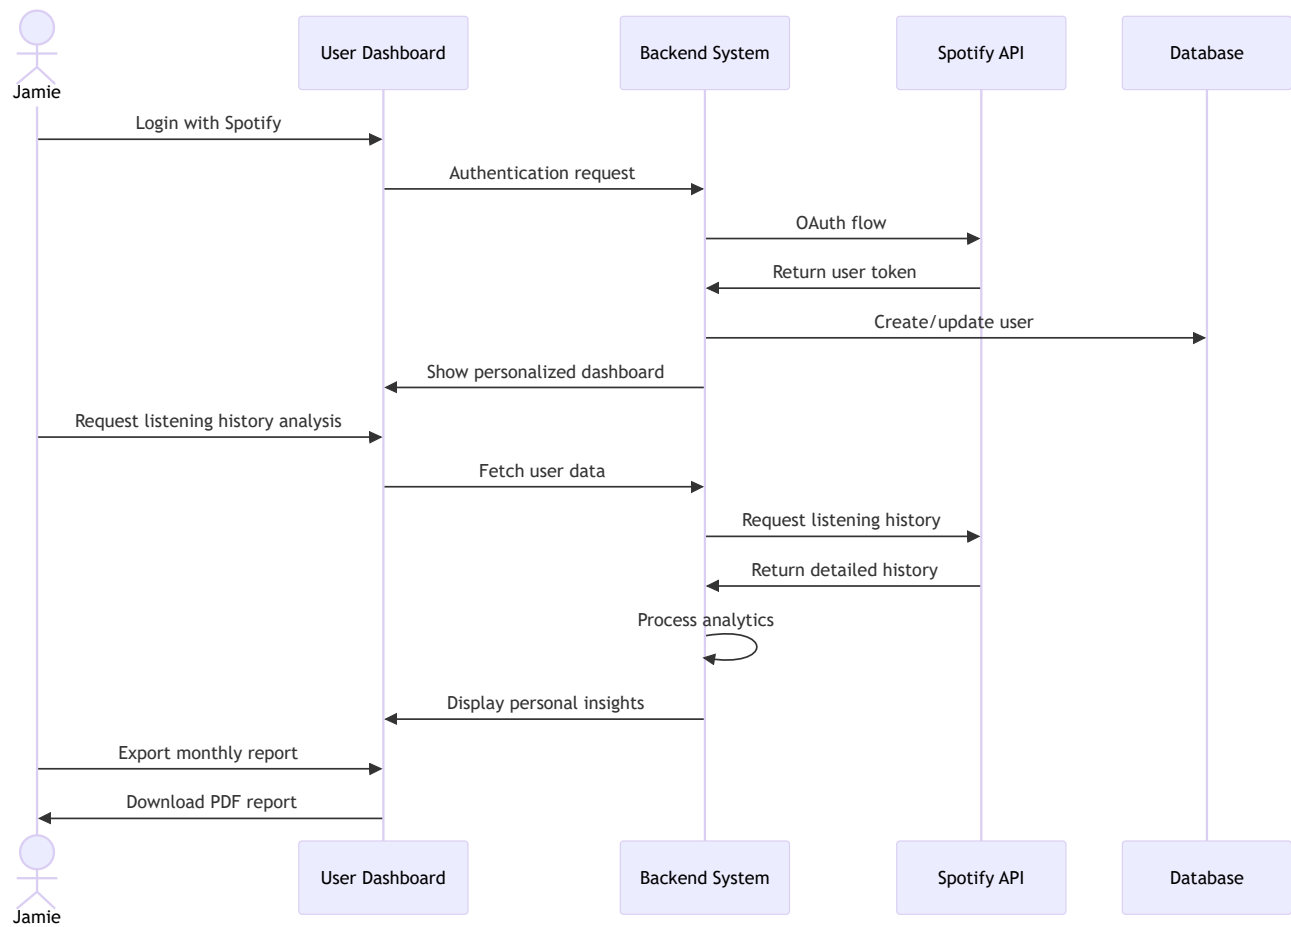 User Dashboard
Backend System
Spotify API
Database
Jamie
Login with Spotify
Authentication request
OAuth flow
Return user token
Create/update user
Show personalized dashboard
Request listening history analysis
Fetch user data
Request listening history
Return detailed history
Process analytics
Display personal insights
Export monthly report
Download PDF report
User Dashboard
Backend System
Spotify API
Database
Jamie